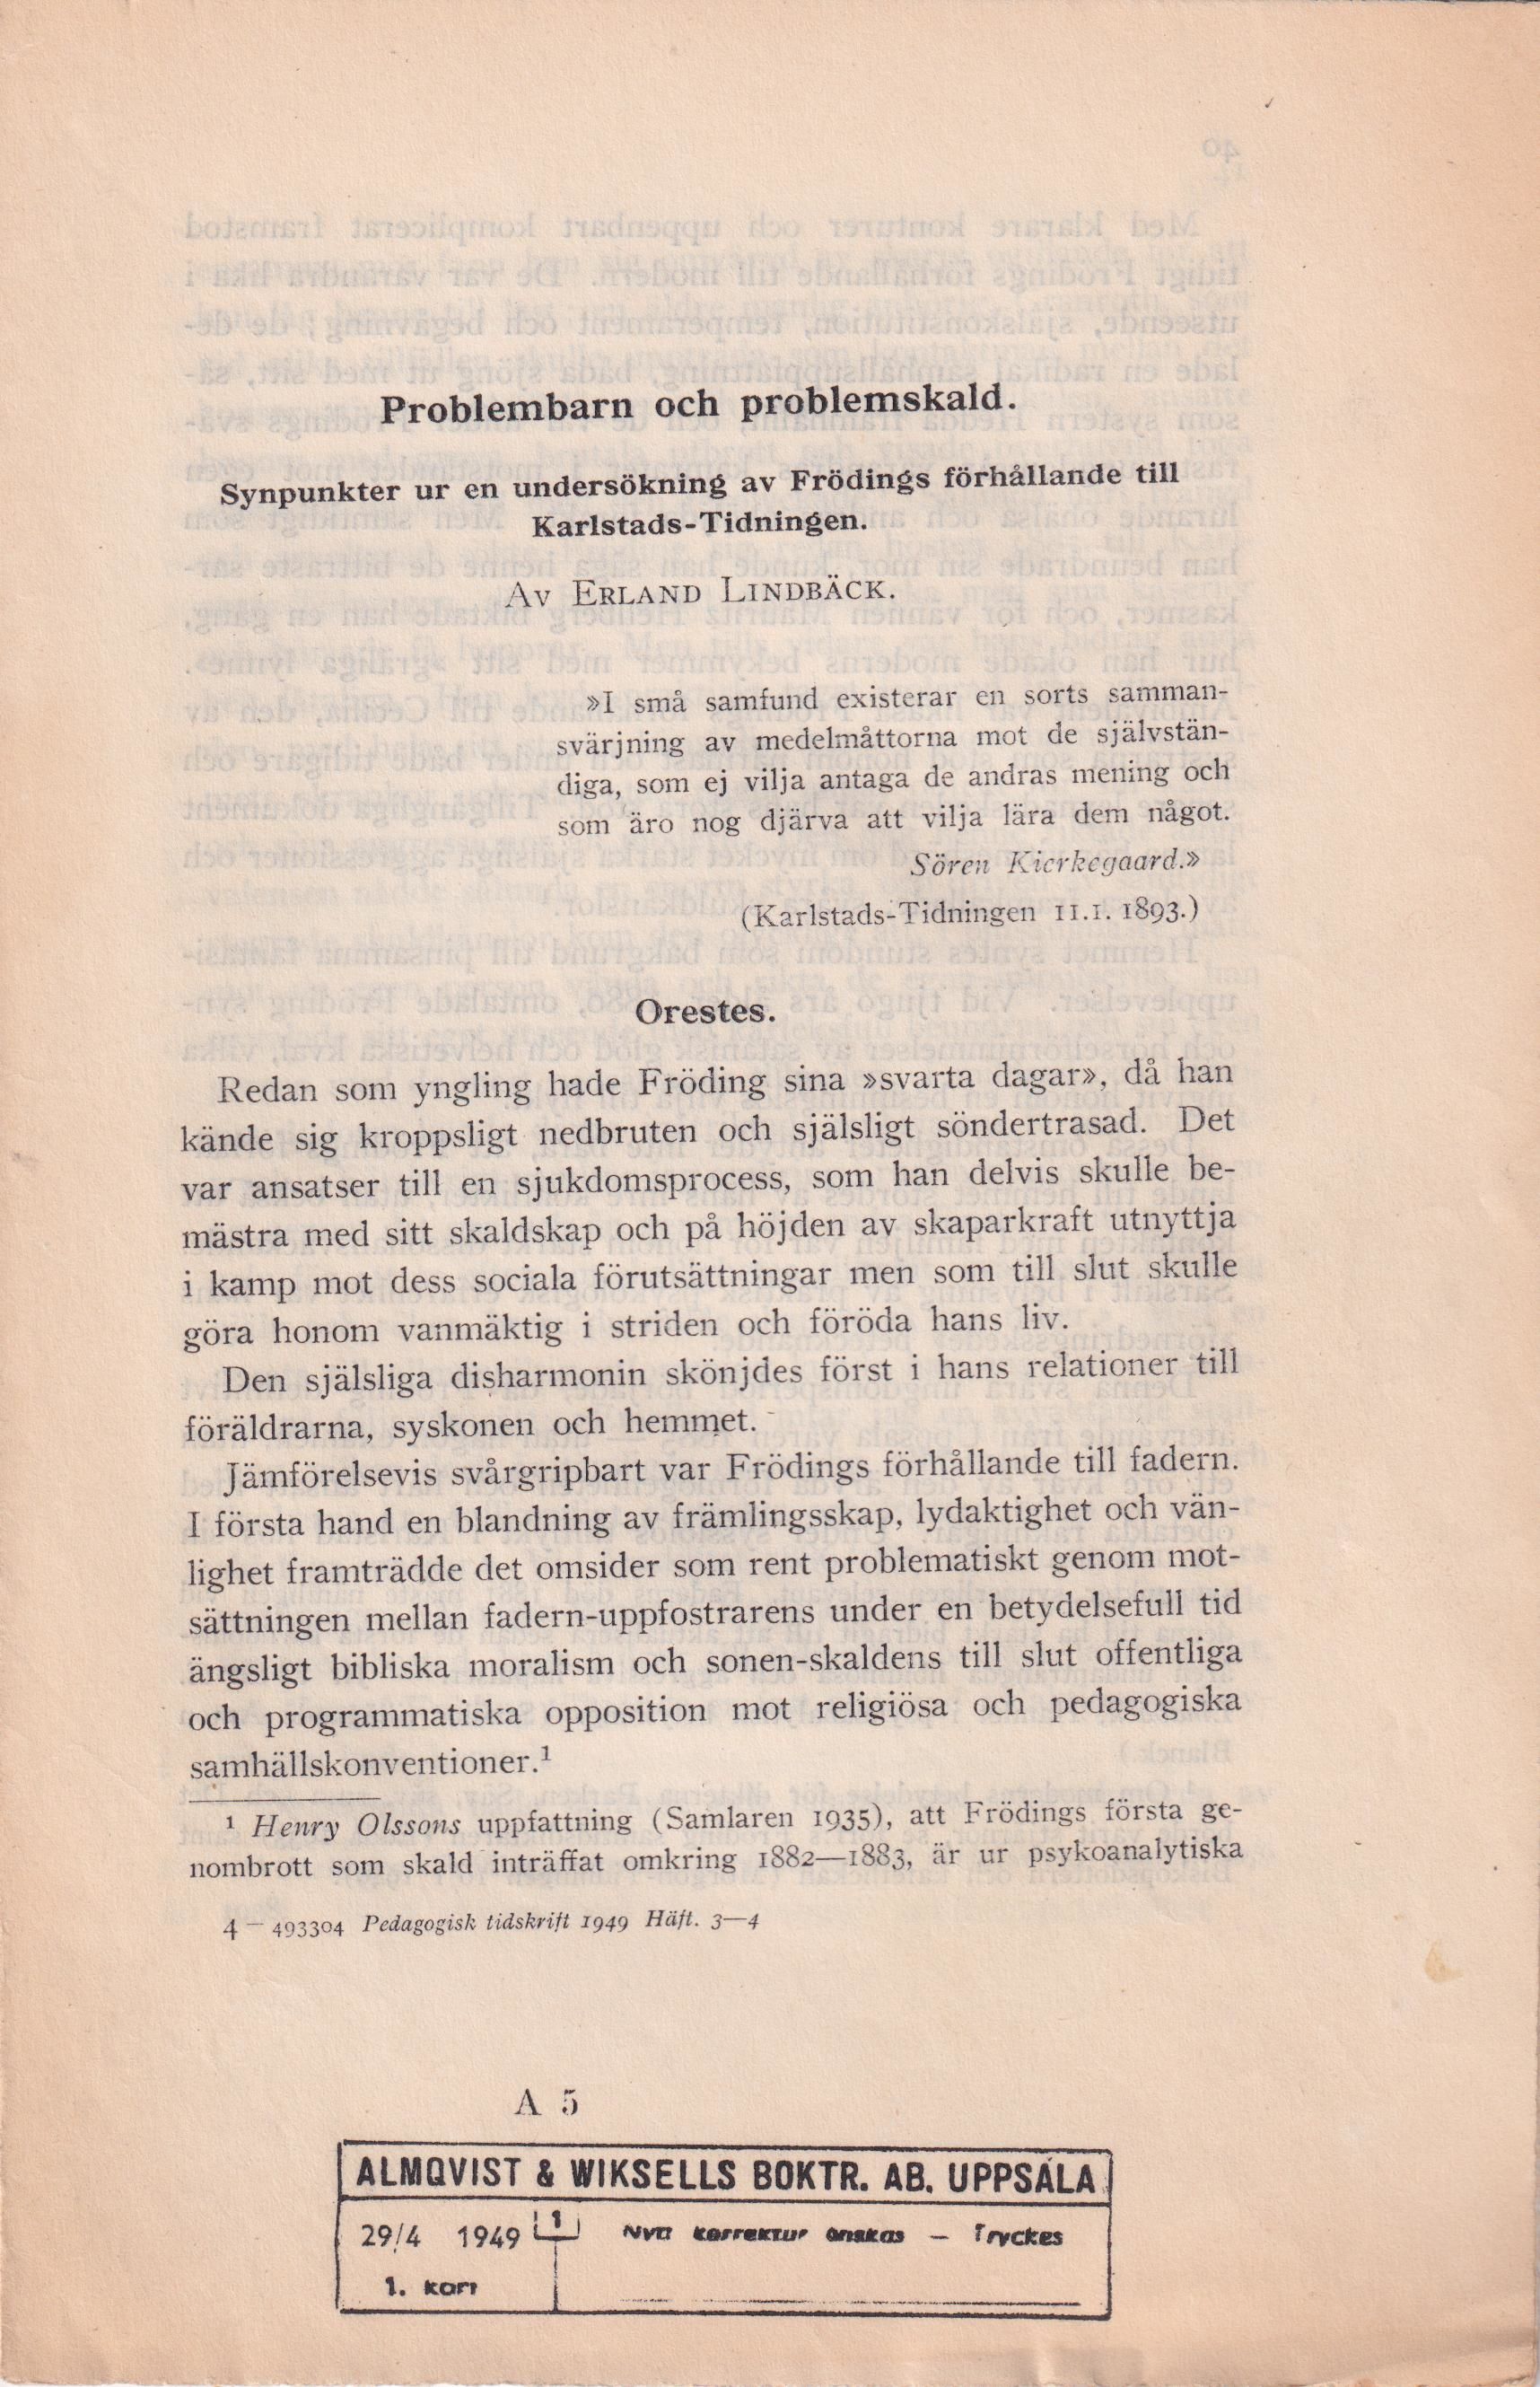 Problembarn och problemskald.
Synpunkter ur en undersökning av Frödings förhållande till
Karlstads-Tidningen.
Av Erland Lindbäck.
»I små samfund existerar en sorts samman-
svärjning av medelmåttorna mot de självstän-
diga, som ej vilja antaga de andras mening och
som äro nog djärva att vilja lära dem något.
Sören Kierkegaard.»
(Karlstads-Tidningen 11.1. 1893.)
Orestes.
Redan som yngling hade Fröding sina »svarta dagar», då han
kände sig kroppsligt nedbruten och själsligt söndertrasad. Det
var ansatser till en sjukdomsprocess, som han delvis skulle be-
mästra med sitt skaldskap och på höjden av skaparkraft utnyttja
i kamp mot dess sociala förutsättningar men som till slut skulle
göra honom vanmäktig i striden och föröda hans liv.
Den själsliga disharmonin skönjdes först i hans relationer till
föräldrarna, syskonen och hemmet.
Jämförelsevis svårgripbart var Frödings förhållande till fadern.
I första hand en blandning av främlingsskap, lydaktighet och vän-
lighet framträdde det omsider som rent problematiskt genom mot-
sättningen mellan fadern-uppfostrarens under en betydelsefull tid
ängsligt bibliska moralism och sonen-skaldens till slut offentliga
och programmatiska opposition mot religiösa och pedagogiska
samhällskonventioner.¹
¹ Henry Olssons uppfattning (Samlaren 1935), att Frödings första ge-
nombrott som skald inträffat omkring 1882—1883, är ur psykoanalytiska
4 — 493304 Pedagogisk tidskrift 1949 Häft. 3—4
A 5
ALMQVIST & WIKSELLS BOKTR. AB. UPPSALA
29/4 1949 1 Nytt korrektur önskas — Tryckes
1. korr